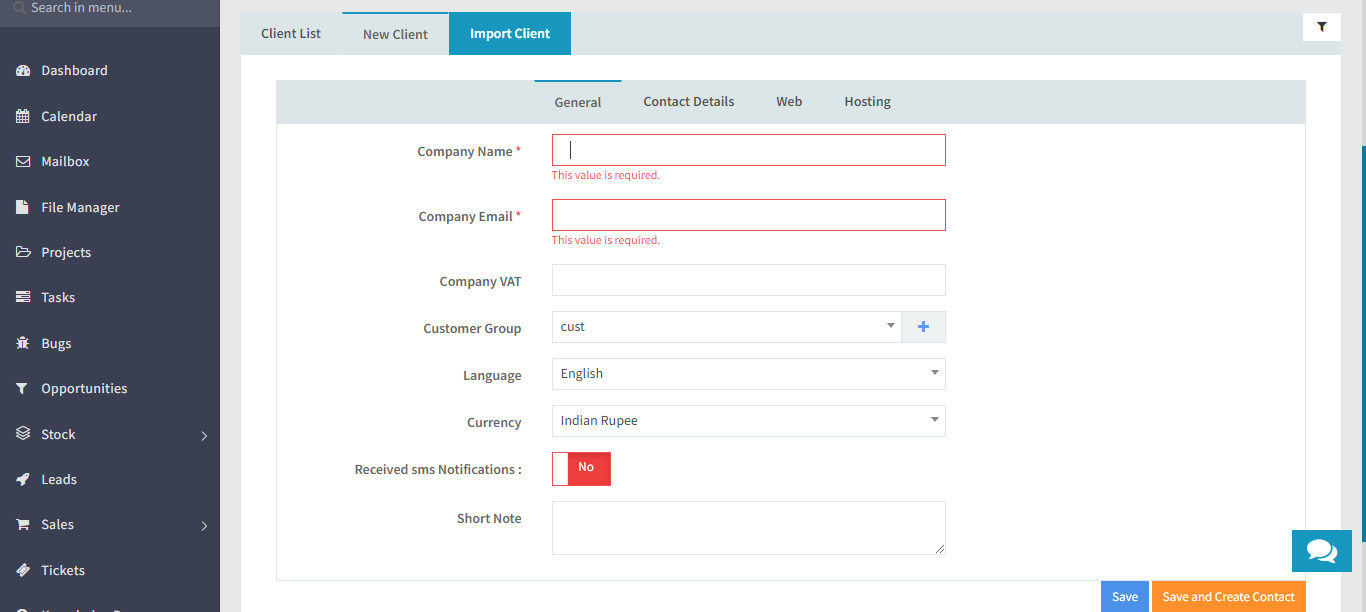 Search in menu...
Dashboard
Calendar
Mailbox
File Manager
Projects
Tasks
Bugs
Opportunities
Stock
Leads
Sales
Tickets
Client List
New Client
Import Client
General
Contact Details
Web
Hosting
Company Name *
This value is required.
Company Email *
This value is required.
Company VAT
Customer Group
cust
Language
English
Currency
Indian Rupee
Received sms Notifications :
No
Short Note
Save
Save and Create Contact